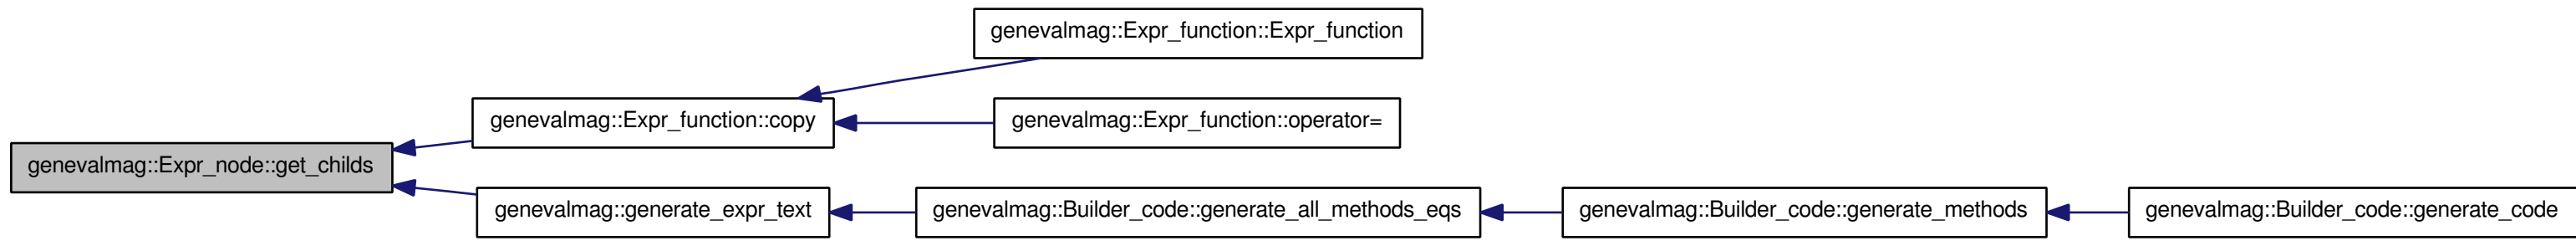 genevalmag::Expr_function::Expr_function
genevalmag::Expr_function::copy
genevalmag::Expr_function::operator=
genevalmag::Expr_node::get_childs
genevalmag::generate_expr_text
genevalmag::Builder_code::generate_all_methods_eqs
genevalmag::Builder_code::generate_methods
genevalmag::Builder_code::generate_code